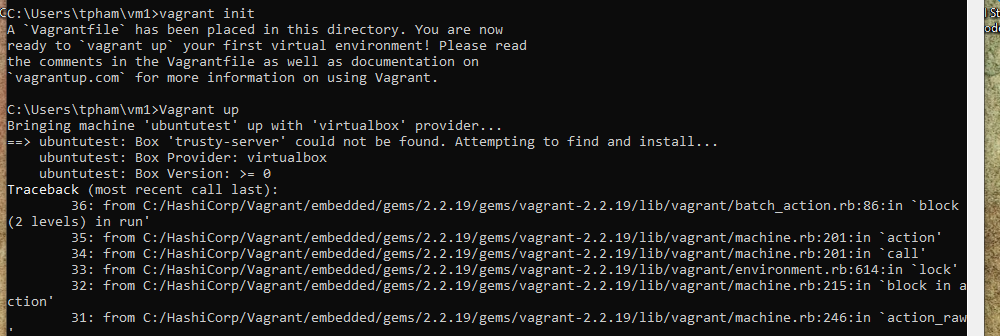 C:\Users\tpham\vm1>vagrant init
A `Vagrantfile` has been placed in this directory. You are now
ready to `vagrant up` your first virtual environment! Please read
the comments in the Vagrantfile as well as documentation on
`vagrantup.com` for more information on using Vagrant.
C:\Users\tpham\vm1>Vagrant up
Bringing machine 'ubuntutest' up with 'virtualbox' provider...
==> ubuntutest: Box 'trusty-server' could not be found. Attempting to find and install...
ubuntutest: Box Provider: virtualbox
ubuntutest: Box Version: >= 0
Traceback (most recent call last):
36: from C:/HashiCorp/Vagrant/embedded/gems/2.2.19/gems/vagrant-2.2.19/lib/vagrant/batch_action.rb:86:in `block
(2 levels) in run'
35: from C:/HashiCorp/Vagrant/embedded/gems/2.2.19/gems/vagrant-2.2.19/lib/vagrant/machine.rb:201:in `action'
34: from C:/HashiCorp/Vagrant/embedded/gems/2.2.19/gems/vagrant-2.2.19/lib/vagrant/machine.rb:201:in `call'
33: from C:/HashiCorp/Vagrant/embedded/gems/2.2.19/gems/vagrant-2.2.19/lib/vagrant/environment.rb:614:in `lock'
32: from C:/HashiCorp/Vagrant/embedded/gems/2.2.19/gems/vagrant-2.2.19/lib/vagrant/machine.rb:215:in `block in a
ction'
31: from C:/HashiCorp/Vagrant/embedded/gems/2.2.19/gems/vagrant-2.2.19/lib/vagrant/machine.rb:246:in `action_raw
'